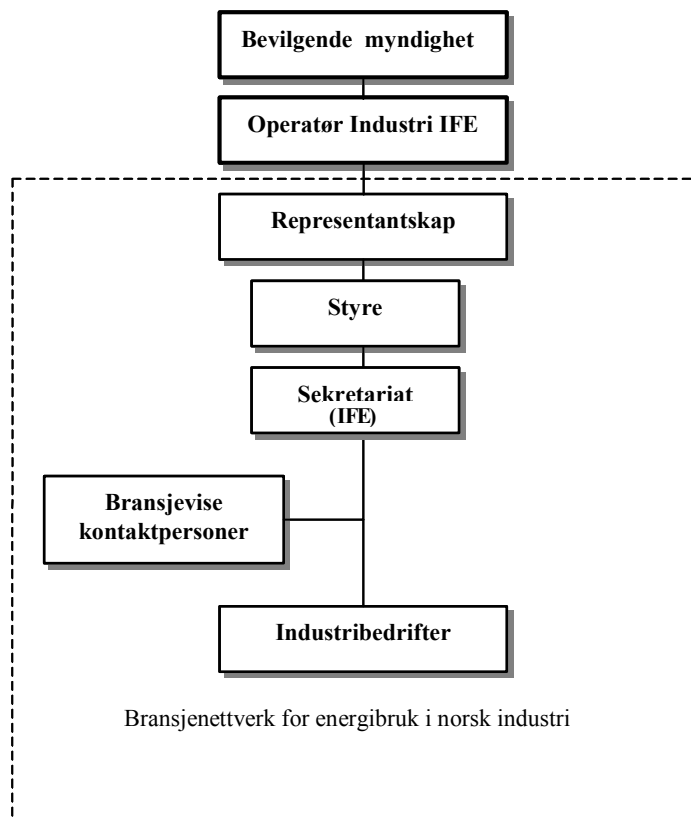 Bevilgende myndighet
Operatør Industri IFE
Representantskap
Styre
Sekretariat
(IFE)
Bransjevise
kontaktpersoner
Industribedrifter
Bransjenettverk for energibruk i norsk industri